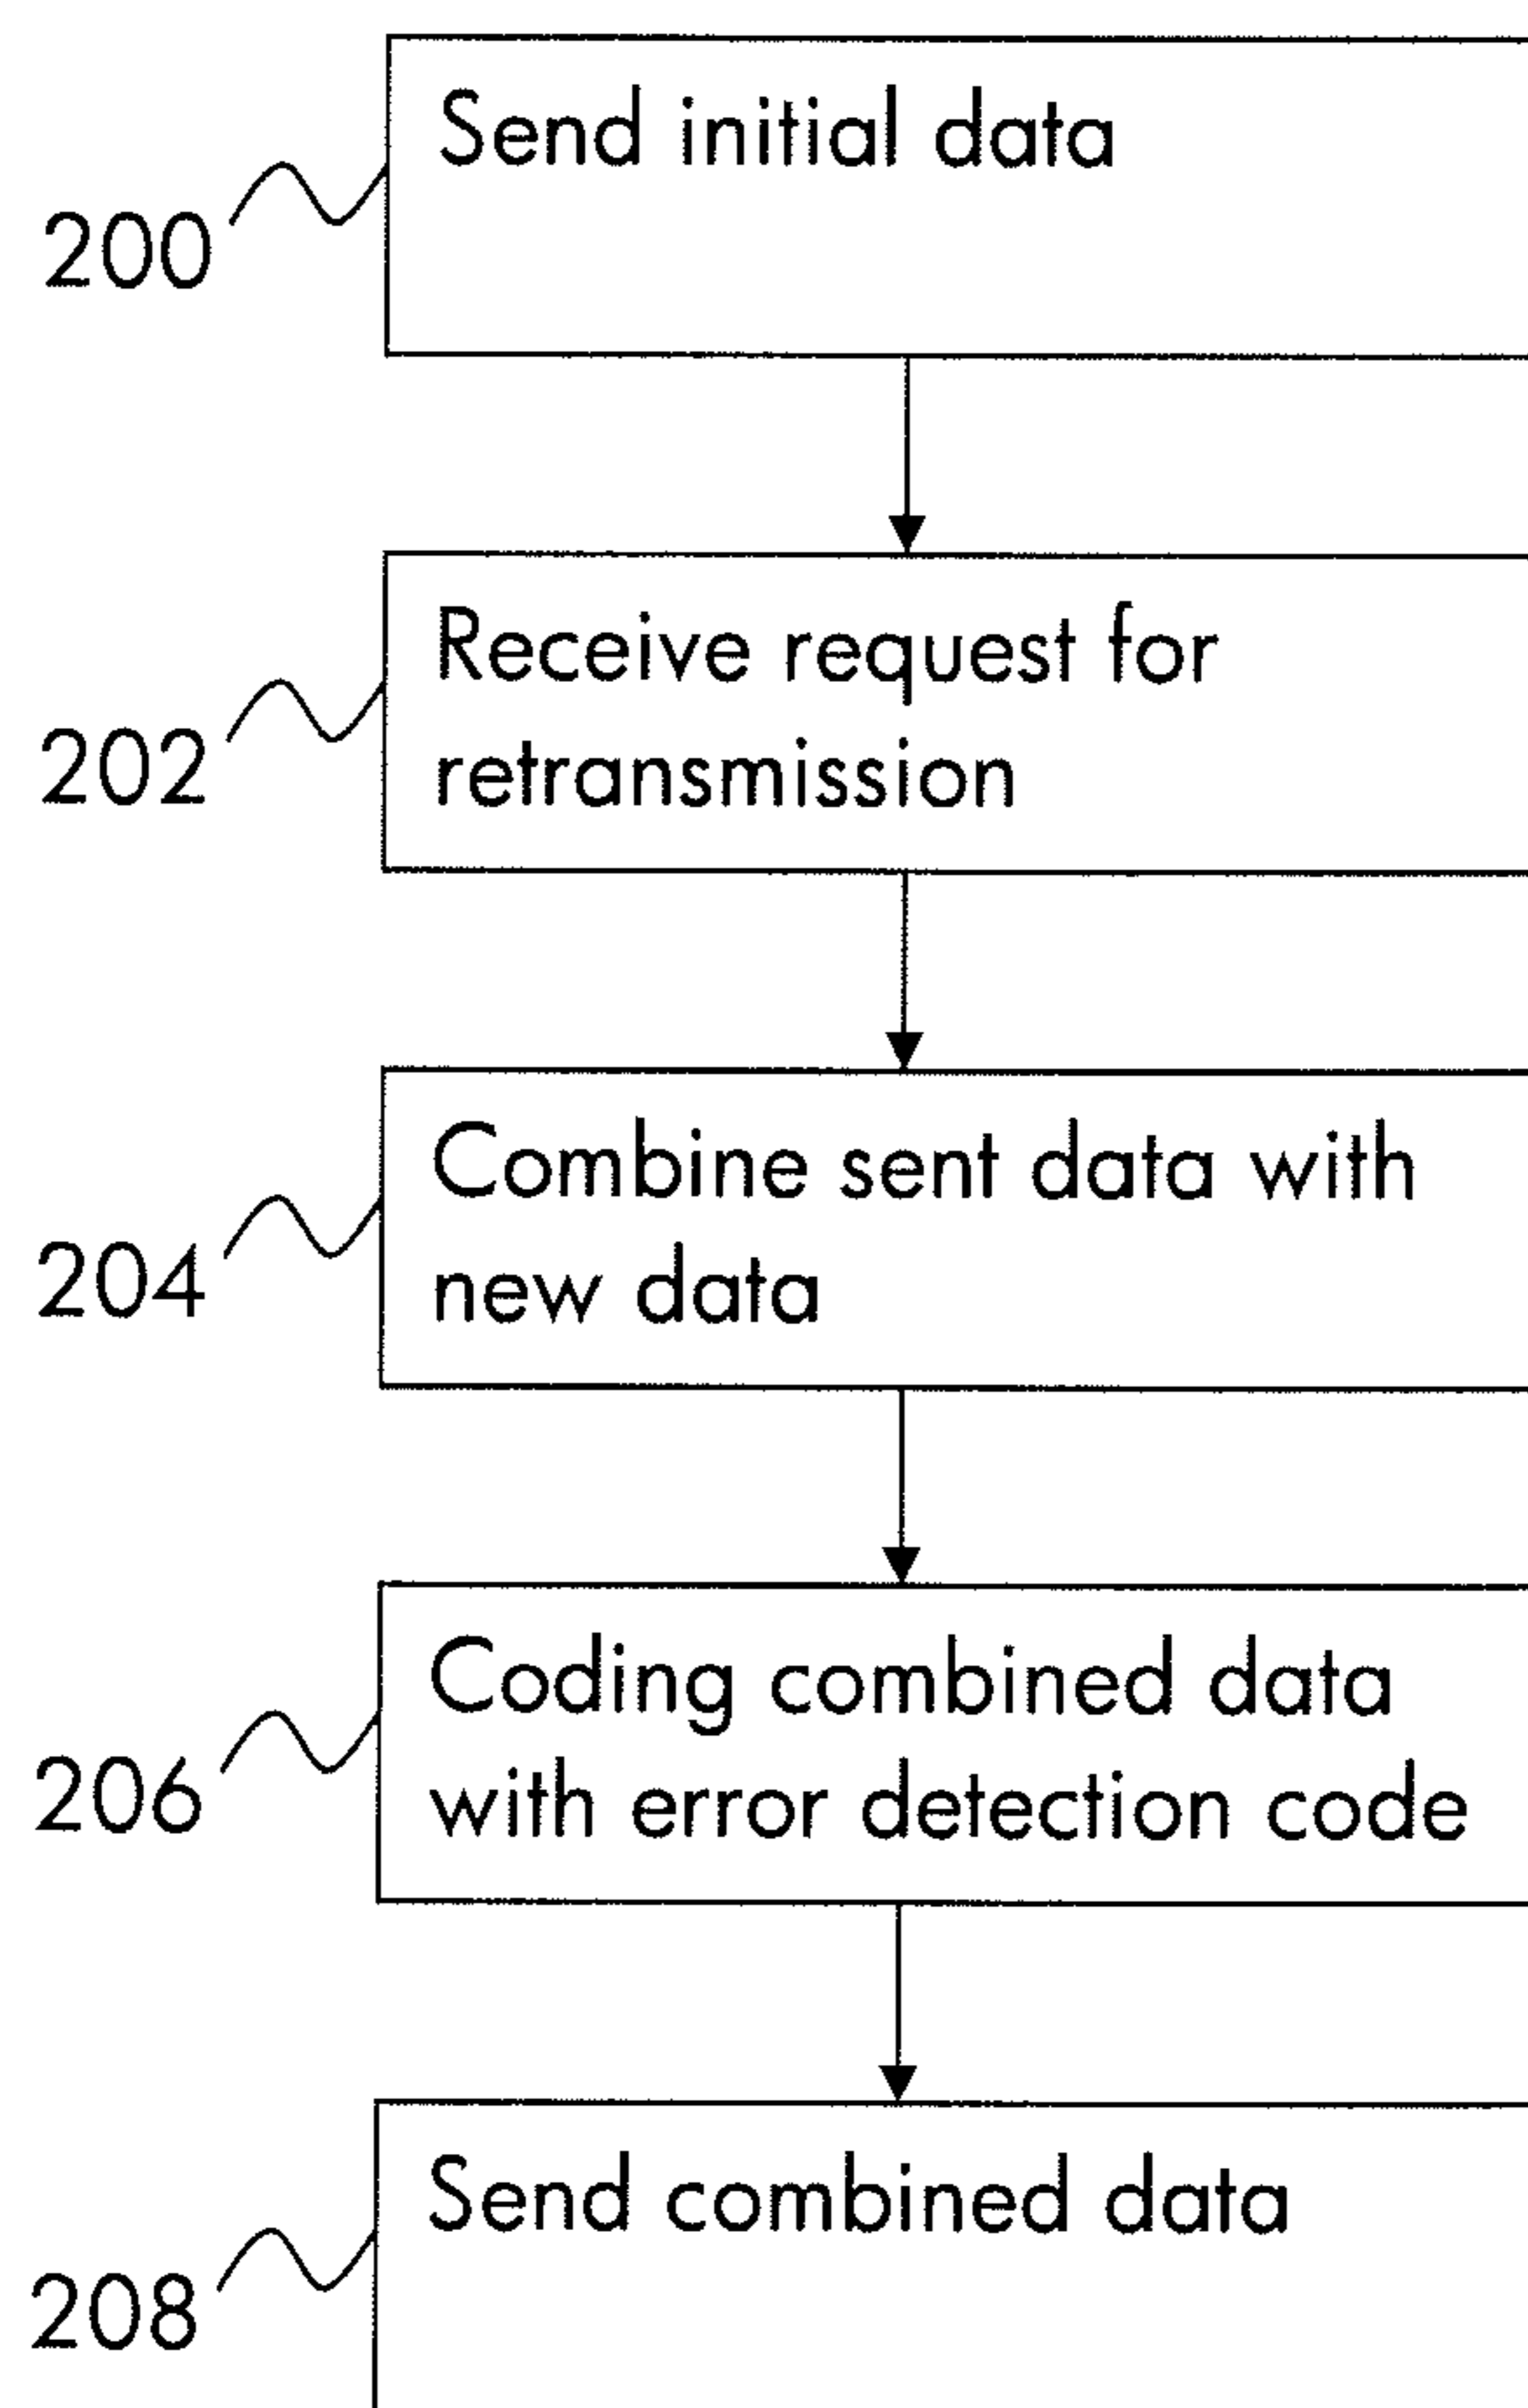 Send initial data
200
Receive request for
retransmission
202
Combine sent data with
new data
204
Coding combined data
with error detection code
206
Send combined data
208